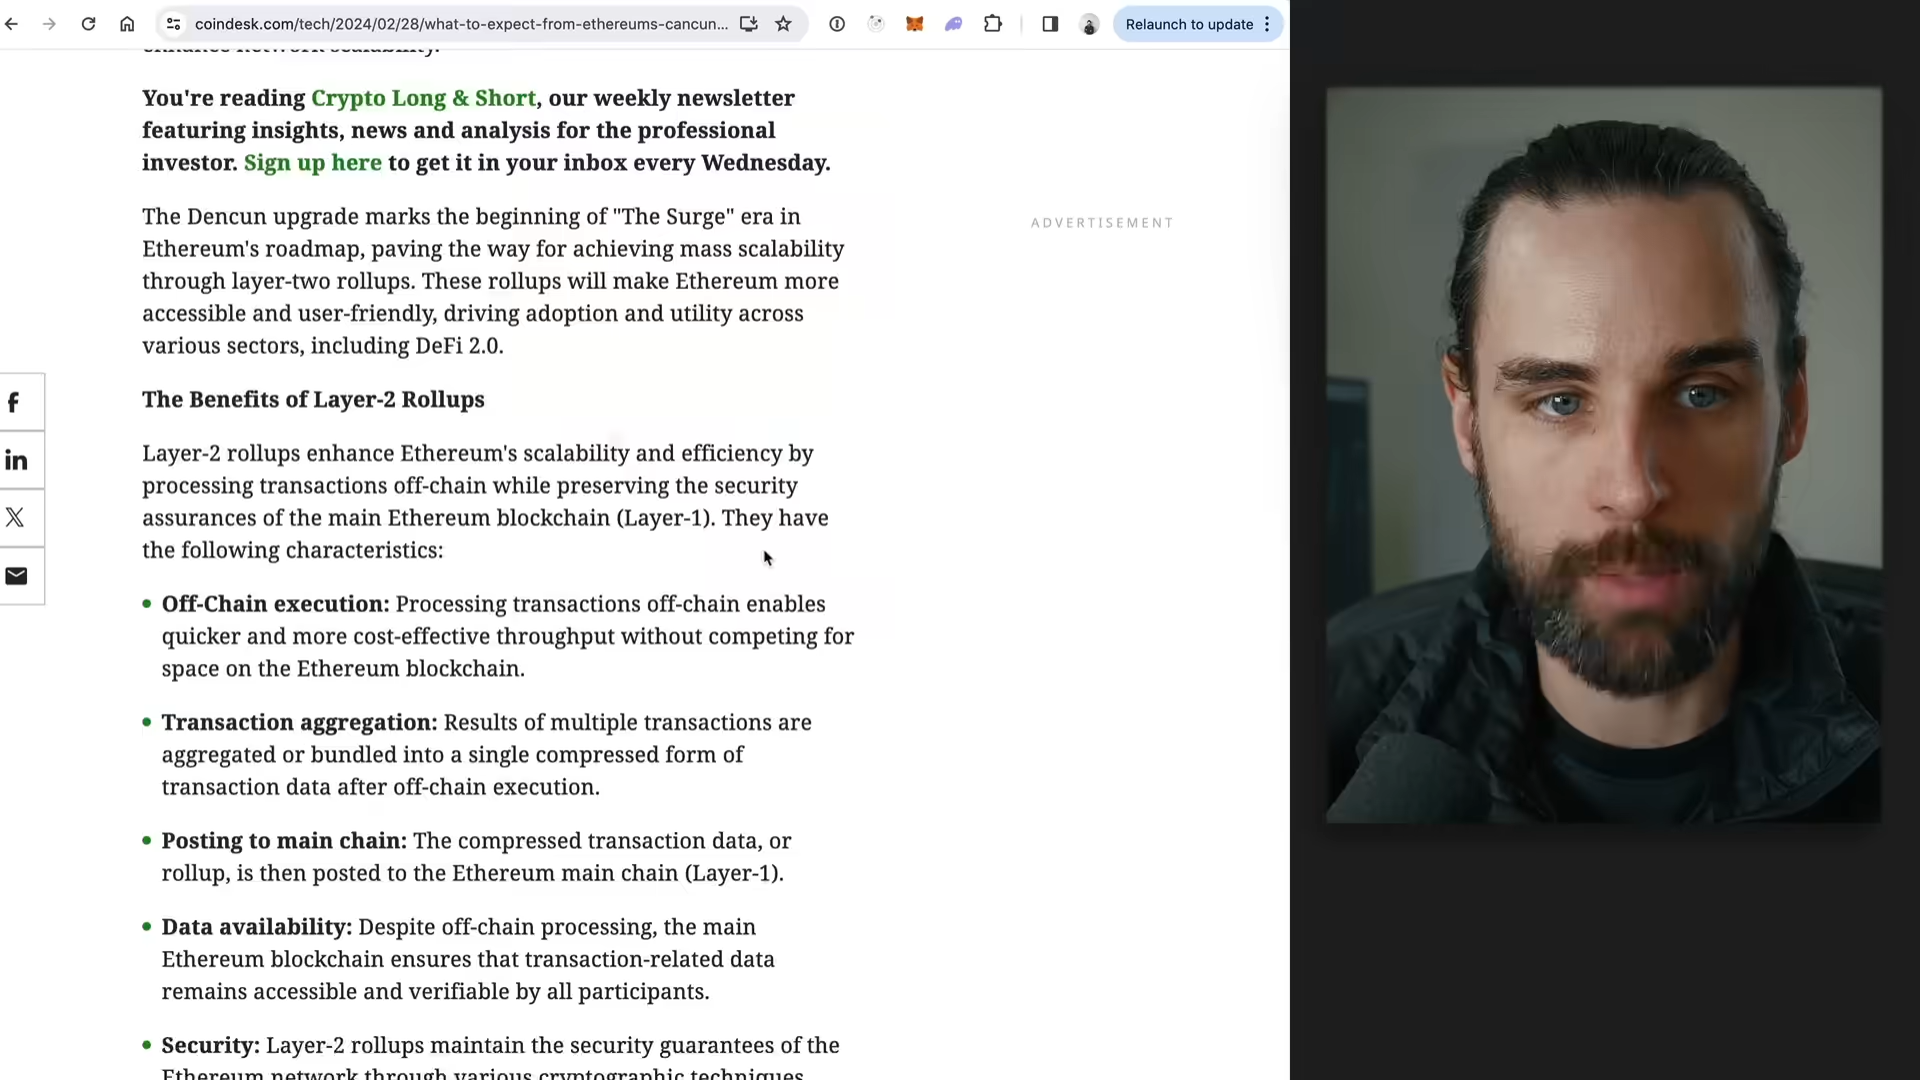 coindesk.com/tech/2024/02/28/what-to-expect-from-ethereums-cancun...
Relaunch to update
enhance network scalability.
You're reading Crypto Long & Short, our weekly newsletter
featuring insights, news and analysis for the professional
investor. Sign up here to get it in your inbox every Wednesday.
The Dencun upgrade marks the beginning of "The Surge" era in
Ethereum's roadmap, paving the way for achieving mass scalability
through layer-two rollups. These rollups will make Ethereum more
accessible and user-friendly, driving adoption and utility across
various sectors, including DeFi 2.0.
ADVERTISEMENT
The Benefits of Layer-2 Rollups
Layer-2 rollups enhance Ethereum's scalability and efficiency by
processing transactions off-chain while preserving the security
assurances of the main Ethereum blockchain (Layer-1). They have
the following characteristics:
Off-Chain execution: Processing transactions off-chain enables
quicker and more cost-effective throughput without competing for
space on the Ethereum blockchain.
Transaction aggregation: Results of multiple transactions are
aggregated or bundled into a single compressed form of
transaction data after off-chain execution.
Posting to main chain: The compressed transaction data, or
rollup, is then posted to the Ethereum main chain (Layer-1).
Data availability: Despite off-chain processing, the main
Ethereum blockchain ensures that transaction-related data
remains accessible and verifiable by all participants.
Security: Layer-2 rollups maintain the security guarantees of the
Ethereum network through various cryptographic techniques